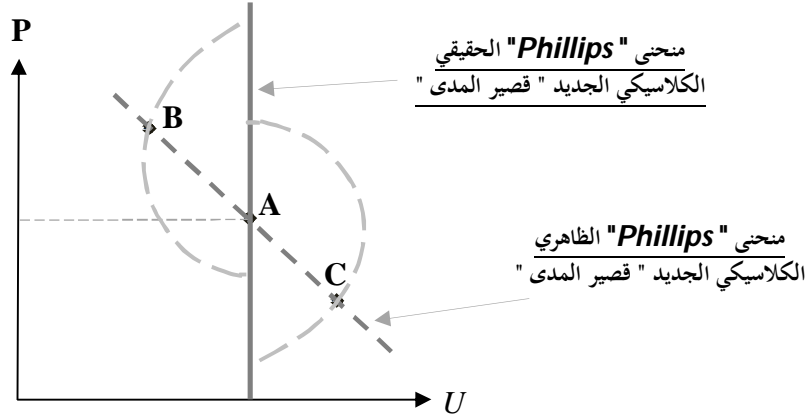 P
منحنى "Phillips" الحقيقي
الكلاسيكي الجديد " قصير المدى "
B
A
منحنى "Phillips" الظاهري
الكلاسيكي الجديد " قصير المدى "
C
U